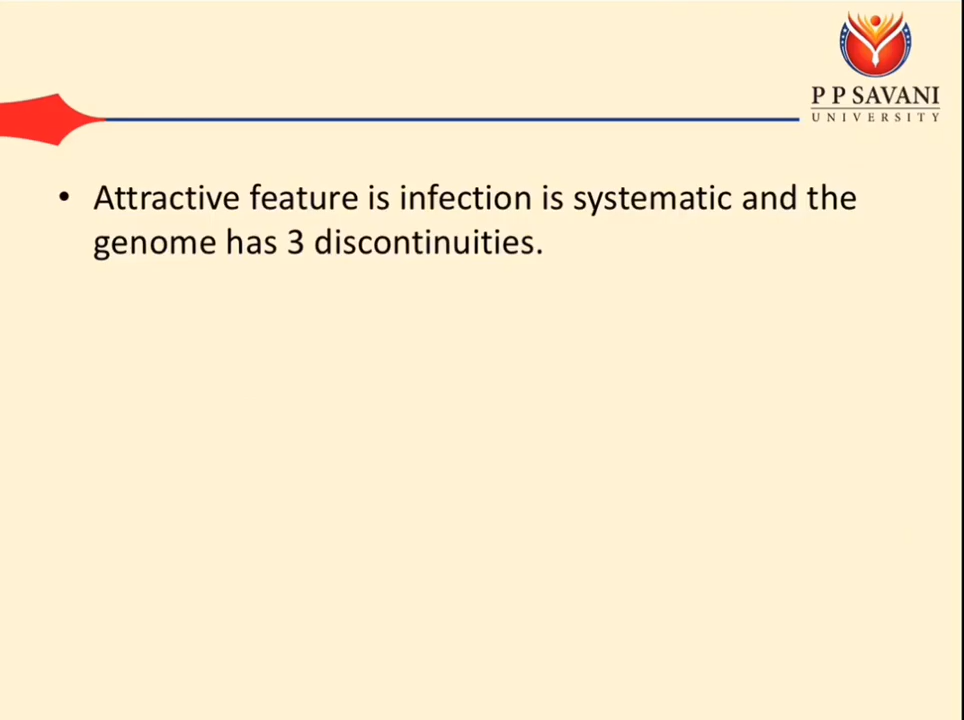 P P SAVANI
UNIVERSITY
• Attractive feature is infection is systematic and the
genome has 3 discontinuities.